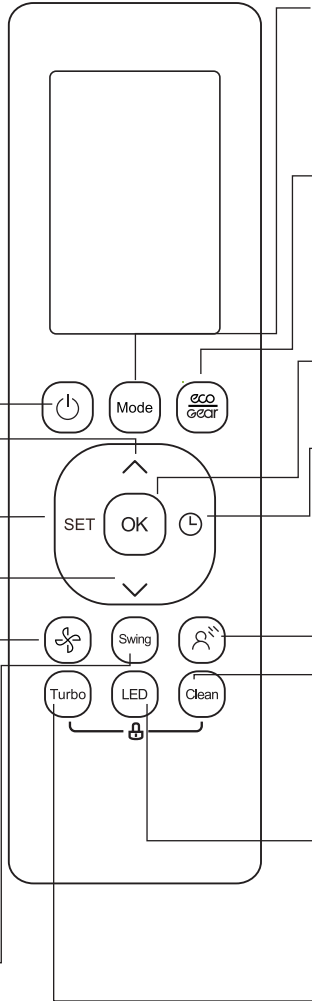 Mode
eco
Gear
SET
OK
Swing
Turbo
LED
Clean